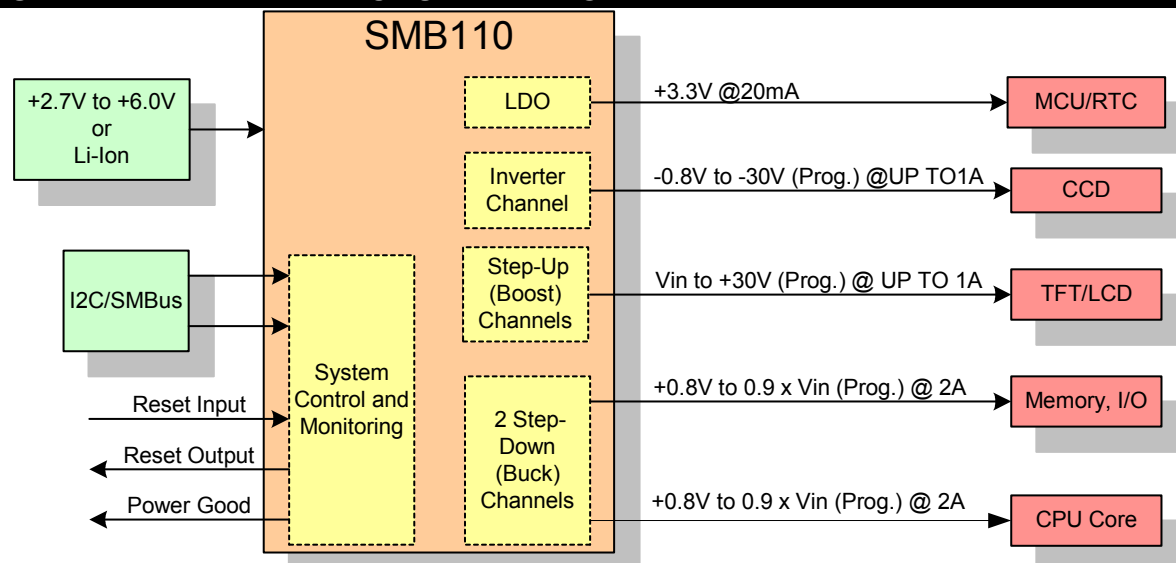 SMB110
+2.7V to +6.0V
or
Li-Ion
I2C/SMBus
Reset Input
Reset Output
Power Good
System
Control and
Monitoring
LDO
Inverter
Channel
Step-Up
(Boost)
Channels
2 Step-
Down
(Buck)
Channels
+3.3V @20mA
MCU/RTC
-0.8V to -30V (Prog.) @UP TO1A
CCD
Vin to +30V (Prog.) @ UP TO 1A
TFT/LCD
+0.8V to 0.9 x Vin (Prog.) @ 2A
Memory, I/O
+0.8V to 0.9 x Vin (Prog.) @ 2A
CPU Core